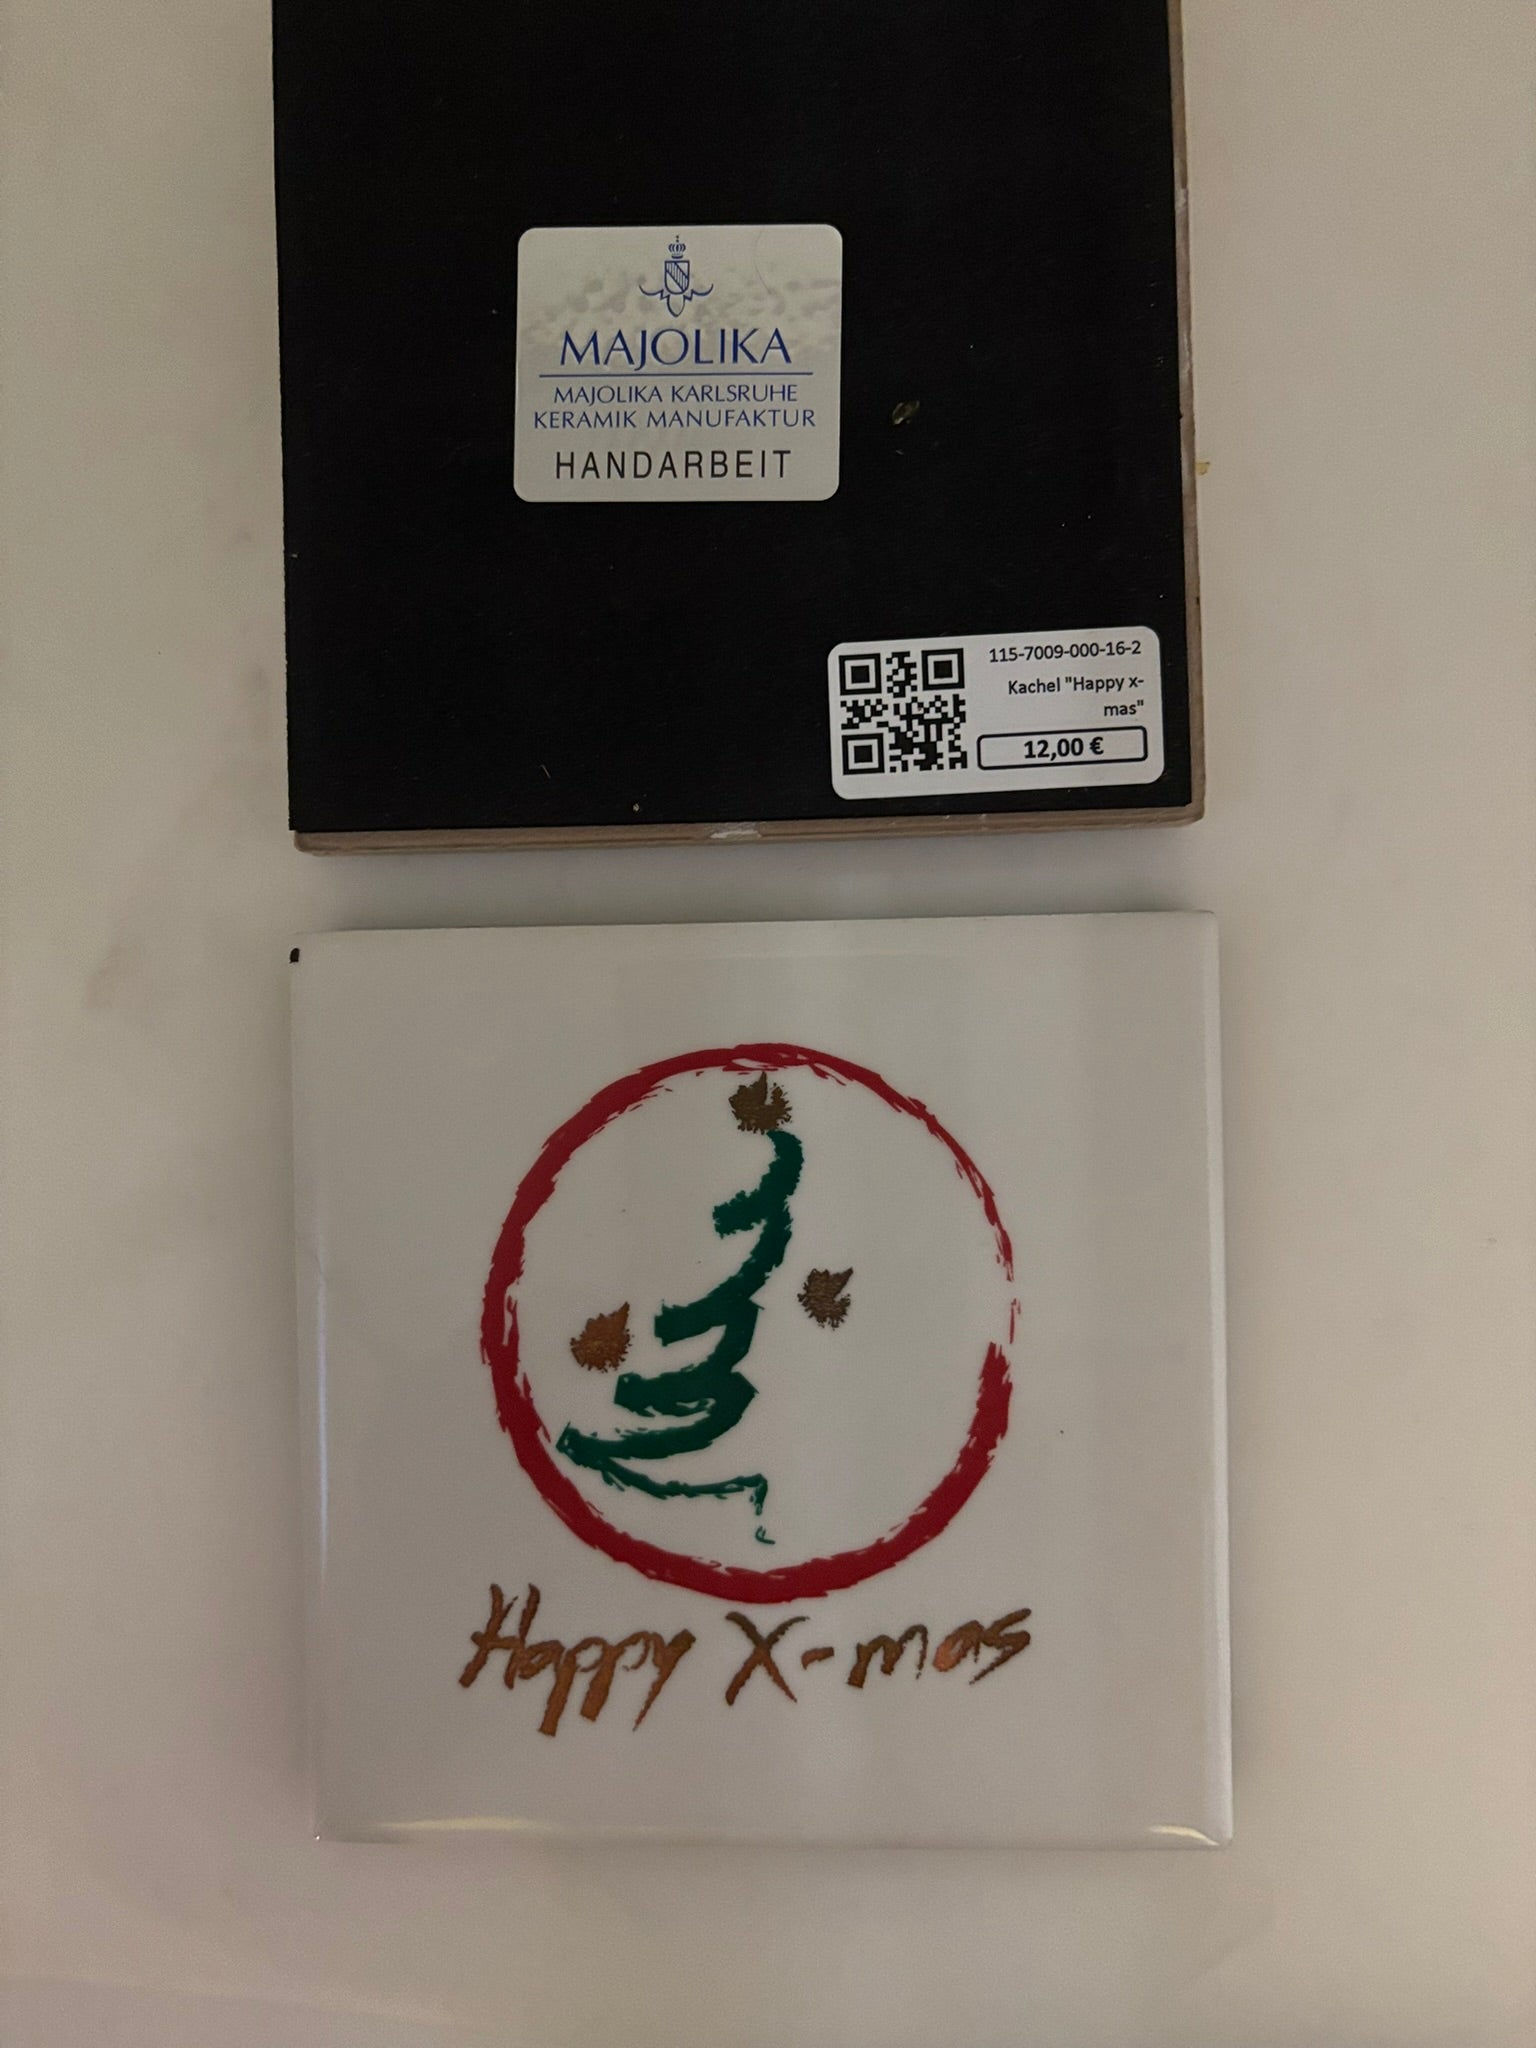 MAJOLIKA
MAJOLIKA KARLSRUHE
KERAMIK MANUFAKTUR
HANDARBEIT
115-7009-000-16-2
Kachel "Happy x-
mas"
12,00 €
Happy X-mas